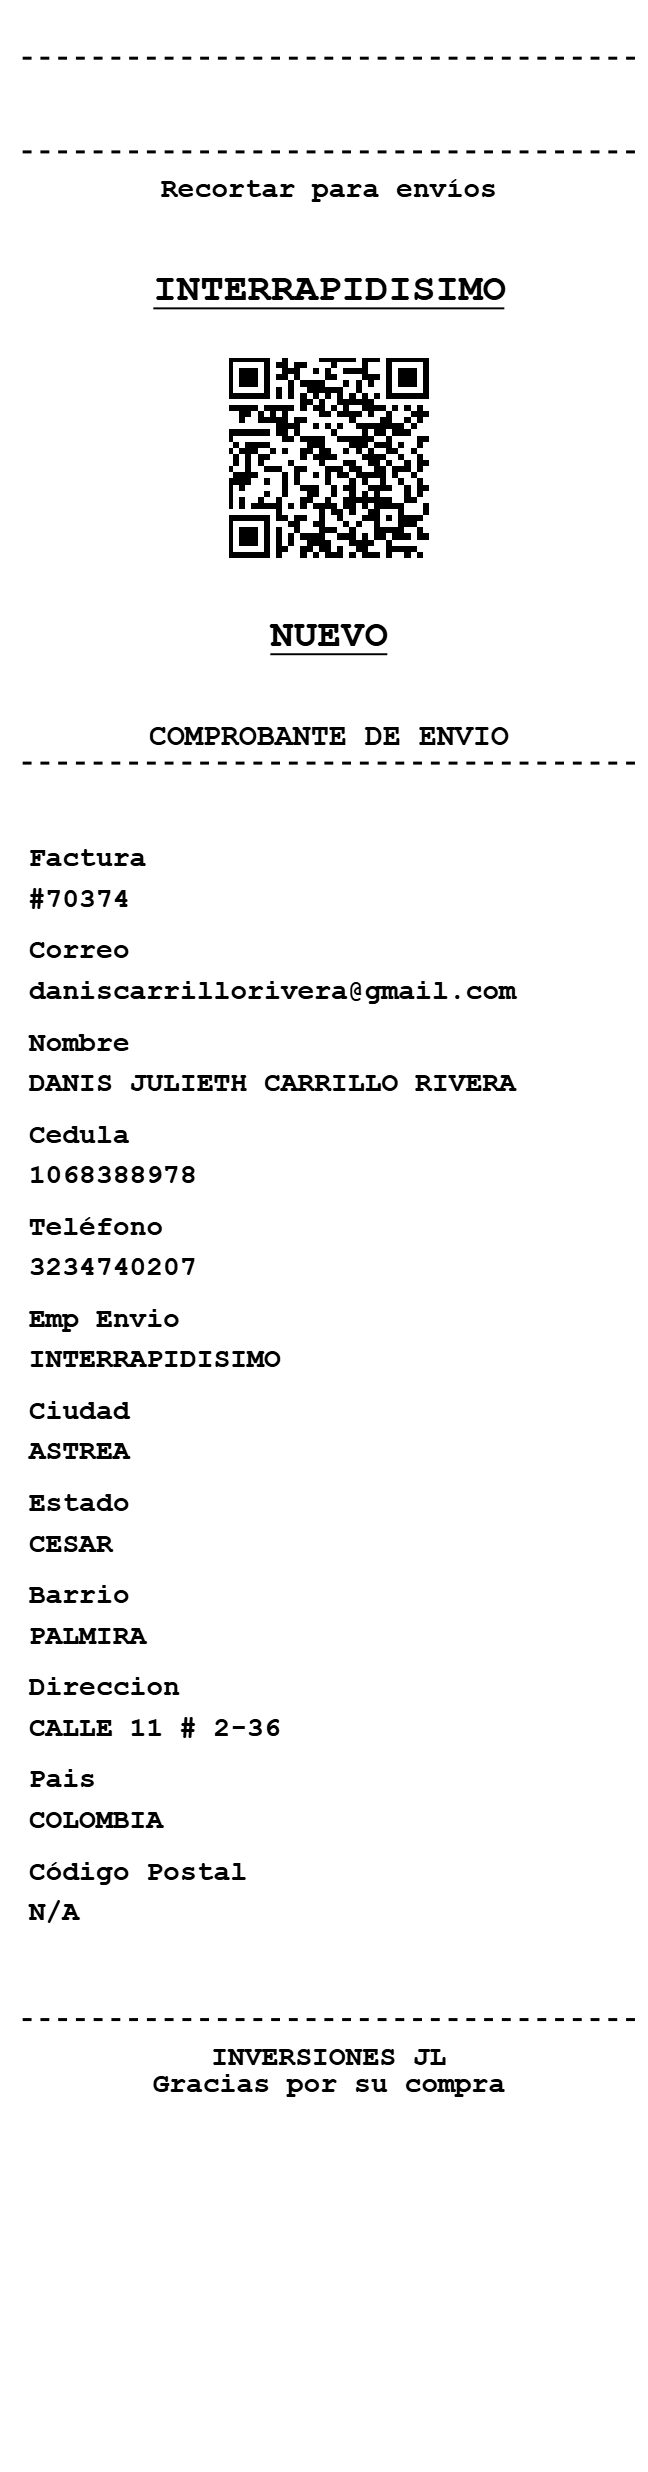 -----------------------------------
-----------------------------------
Recortar para envíos
INTERRAPIDISIMO
NUEVO
COMPROBANTE DE ENVIO
-----------------------------------
Factura
#70374
Correo
daniscarrillorivera@gmail.com
Nombre
DANIS JULIETH CARRILLO RIVERA
Cedula
1068388978
Teléfono
3234740207
Emp Envio
INTERRAPIDISIMO
Ciudad
ASTREA
Estado
CESAR
Barrio
PALMIRA
Direccion
CALLE 11 # 2-36
Pais
COLOMBIA
Código Postal
N/A
-----------------------------------
INVERSIONES JL
Gracias por su compra